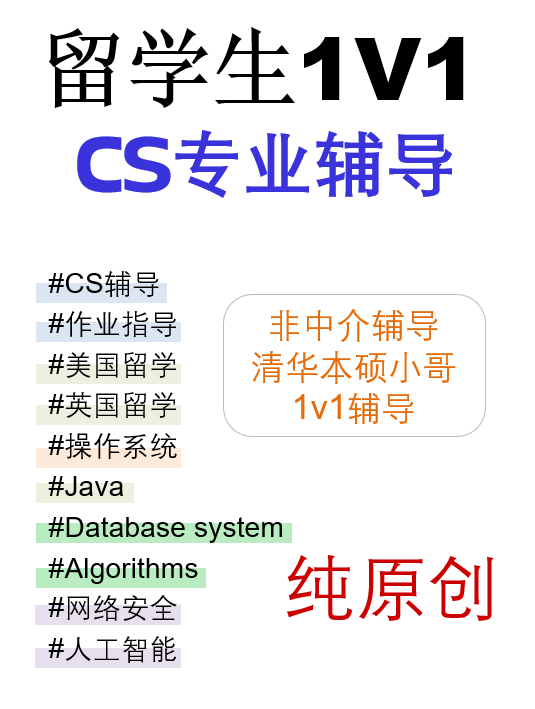 留学生1V1
CS专业辅导
#CS辅导
#作业指导
#美国留学
#英国留学
#操作系统
#Java
#Database system
#Algorithms
#网络安全
#人工智能
非中介辅导
清华本硕小哥
1v1辅导
纯原创